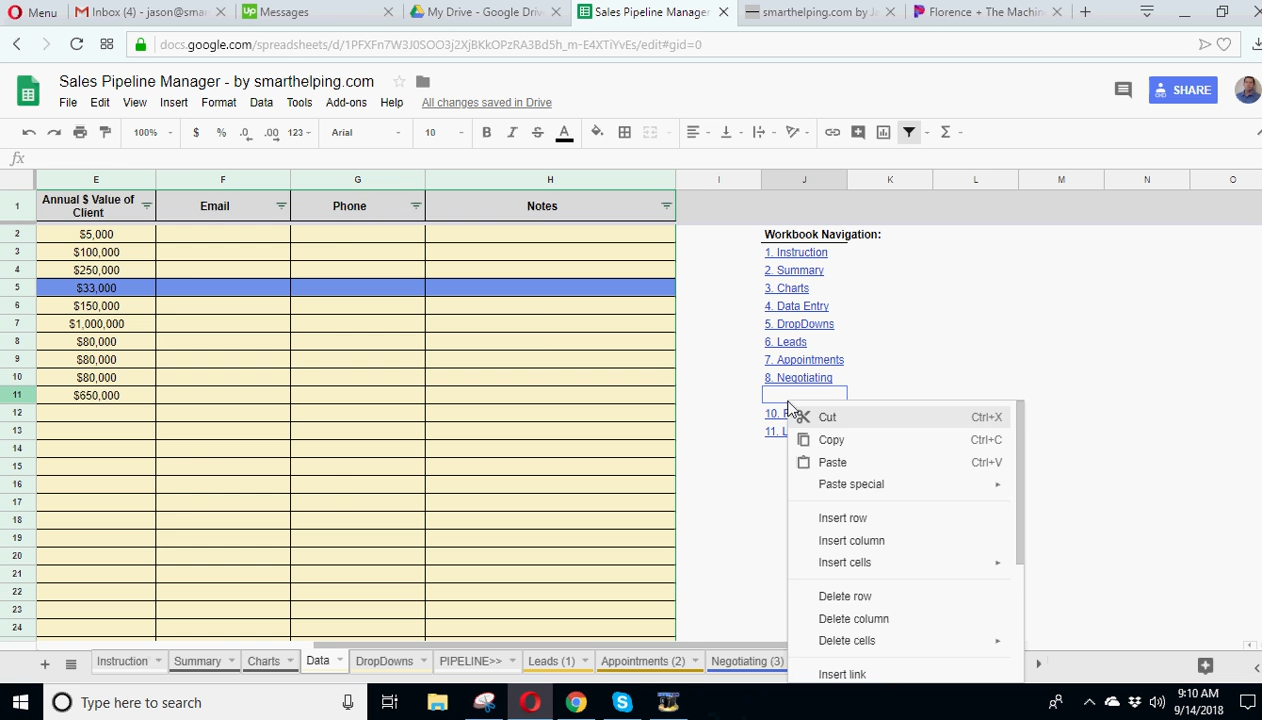 Menu
Inbox (4) - jason@smar
Messages
My Drive - Google Drive
Sales Pipeline Manager
smarthelping.com by J
Florence + The Machin
docs.google.com/spreadsheets/d/1PFXFn7W3J0SOO3j2XjBKkOPzRA3Bd5h_m-E4XTiYvEs/edit#gid=0
Sales Pipeline Manager - by smarthelping.com
File Edit View Insert Format Data Tools Add-ons Help All changes saved in Drive
SHARE
100% $ % .0 .00 123 Arial 10 B I S A Σ
fx
E F G H I J K L M N O
1 Annual $ Value of
Client
Email Phone Notes
2 $5,000 Workbook Navigation:
3 $100,000 1. Instruction
4 $250,000 2. Summary
5 $33,000 3. Charts
6 $150,000 4. Data Entry
7 $1,000,000 5. DropDowns
8 $80,000 6. Leads
9 $80,000 7. Appointments
10 $80,000 8. Negotiating
11 $650,000
12 10.
13 11. L
14
15
16
17
18
19
20
21
22
23
24
Cut Ctrl+X
Copy Ctrl+C
Paste Ctrl+V
Paste special
Insert row
Insert column
Insert cells
Delete row
Delete column
Delete cells
Insert link
Instruction Summary Charts Data DropDowns PIPELINE>> Leads (1) Appointments (2) Negotiating (3)
Type here to search
9:10 AM
9/14/2018